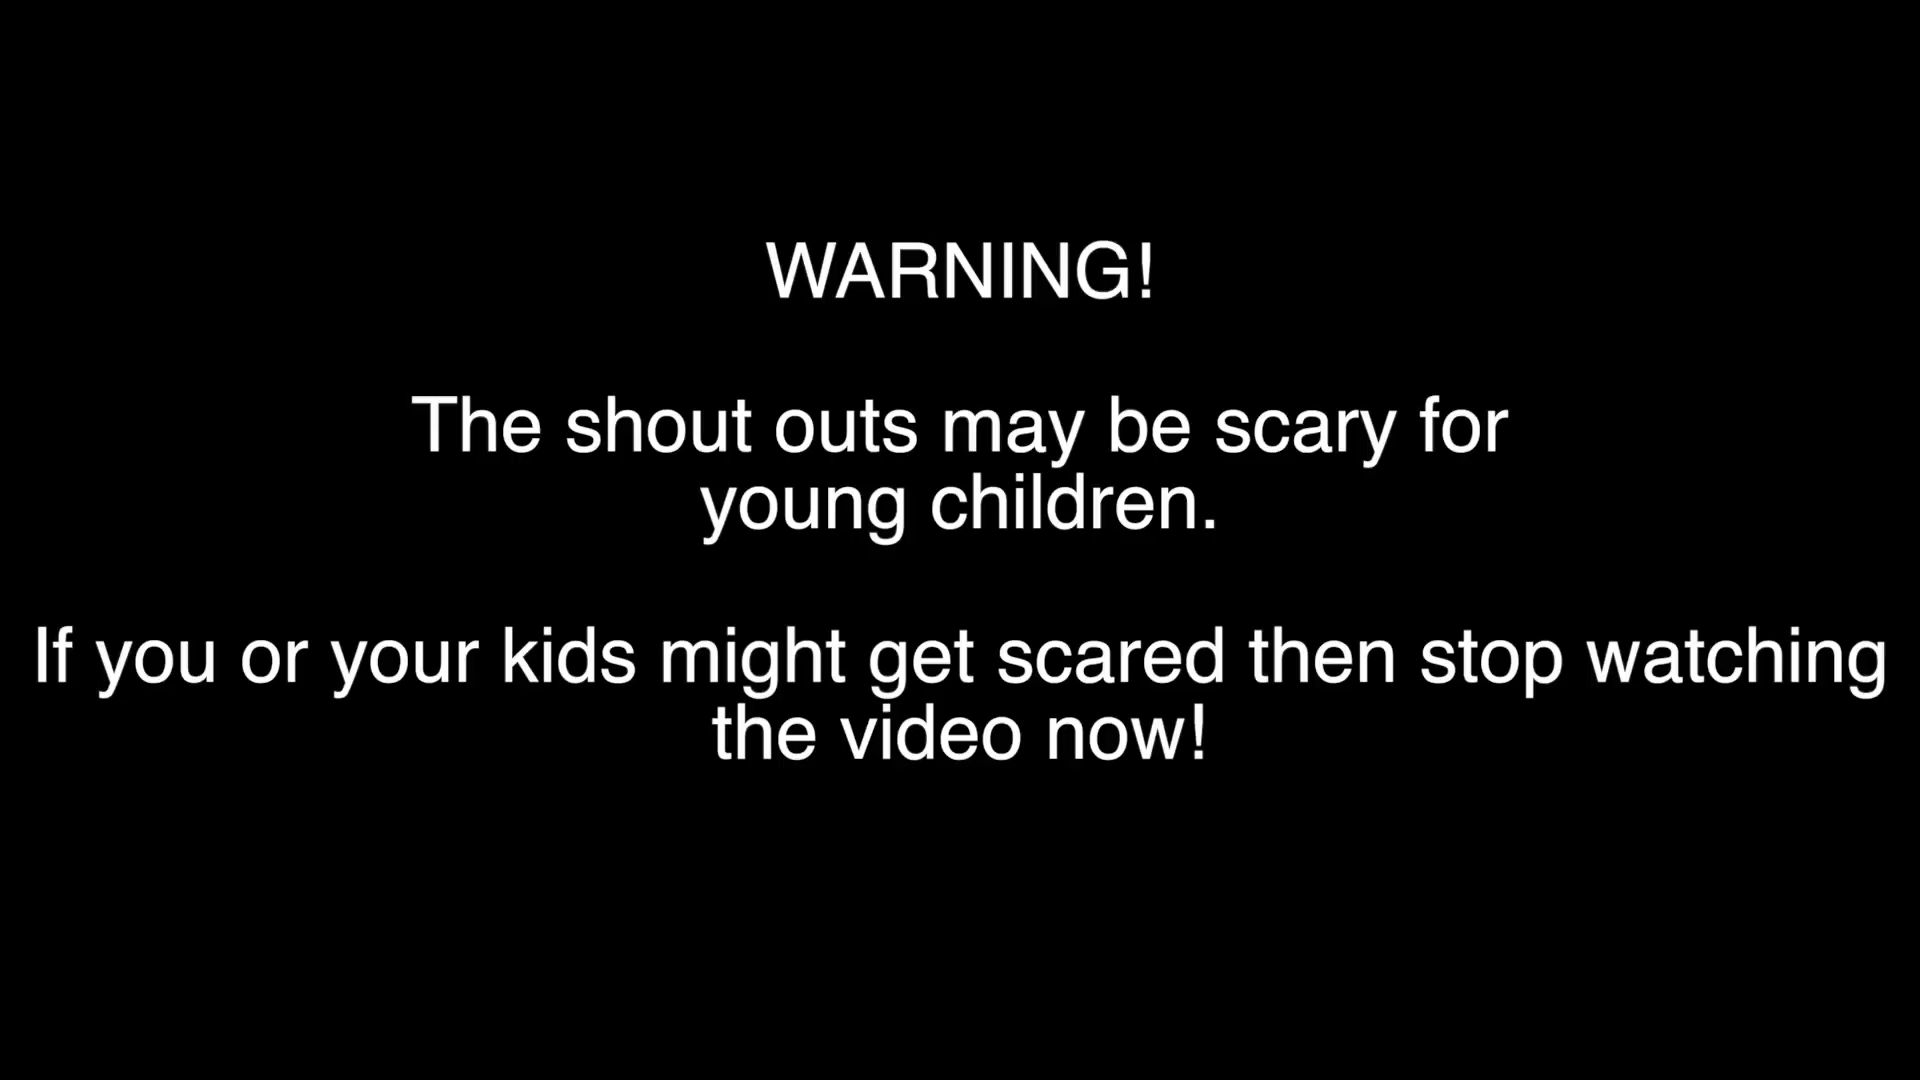 WARNING!
The shout outs may be scary for
young children.
If you or your kids might get scared then stop watching
the video now!